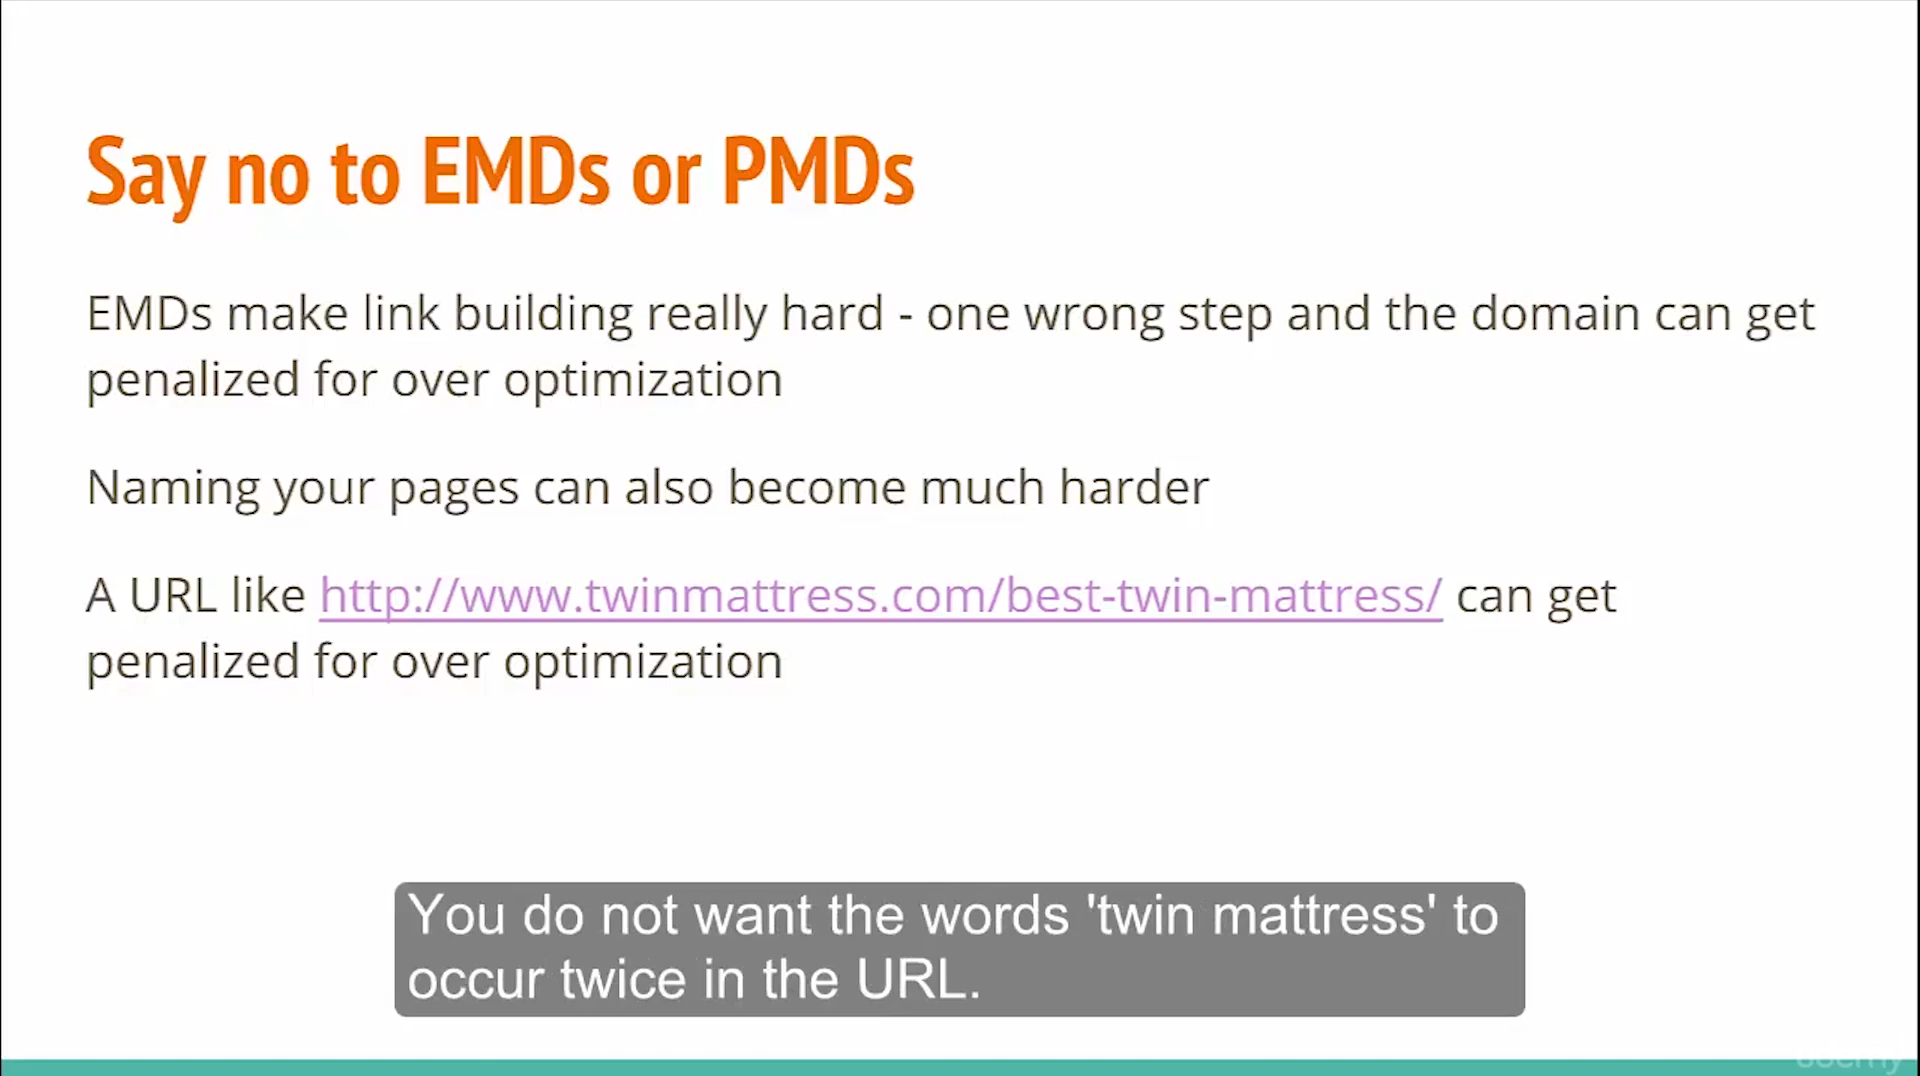 Say no to EMDs or PMDs
EMDs make link building really hard - one wrong step and the domain can get
penalized for over optimization
Naming your pages can also become much harder
A URL like http://www.twinmattress.com/best-twin-mattress/ can get
penalized for over optimization
You do not want the words 'twin mattress' to
occur twice in the URL.